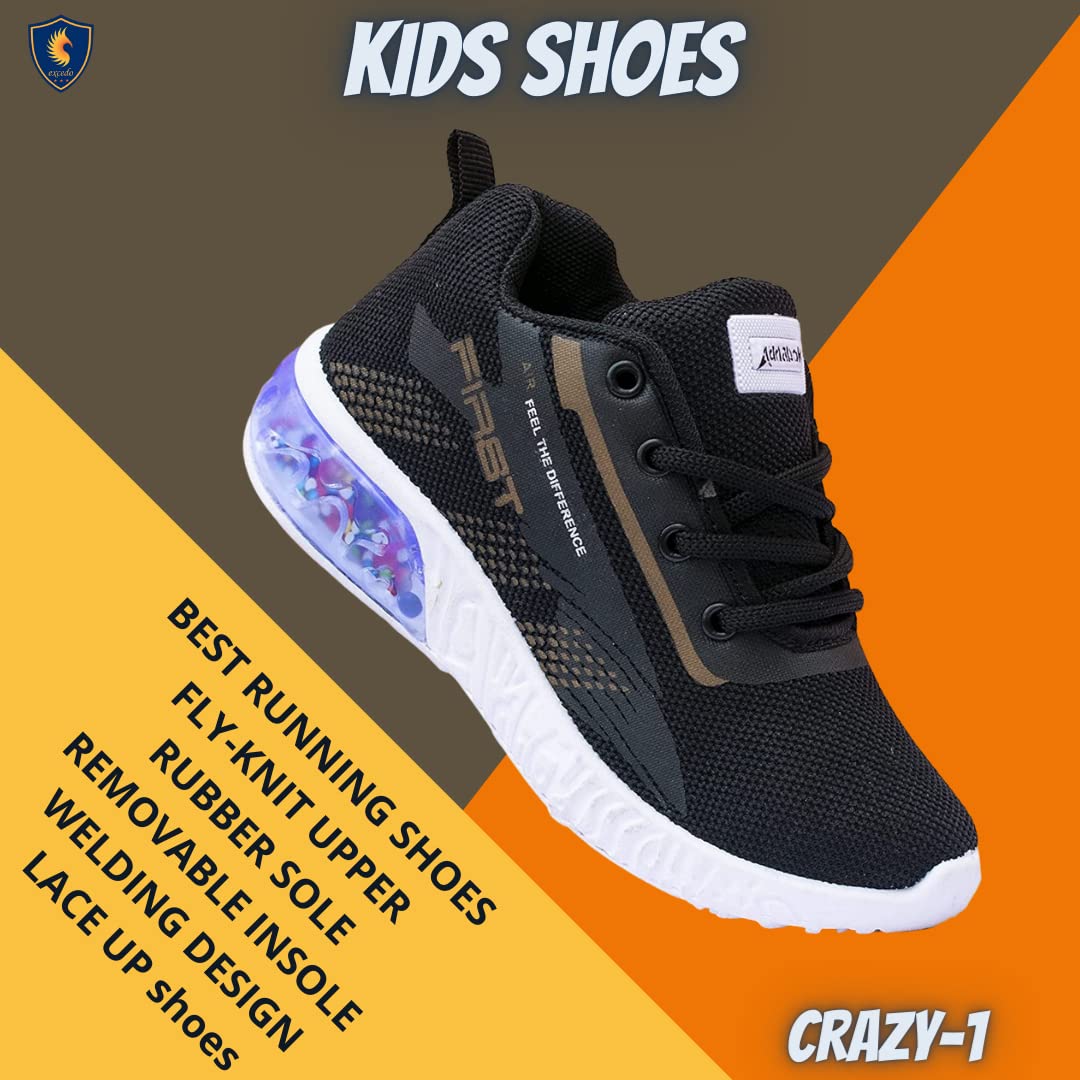 excedo
KIDS SHOES
FIRST
AIR FEEL THE DIFFERENCE
BEST RUNNING SHOES
FLY-KNIT UPPER
RUBBER SOLE
REMOVABLE INSOLE
WELDING DESIGN
LACE UP shoes
CRAZY-1